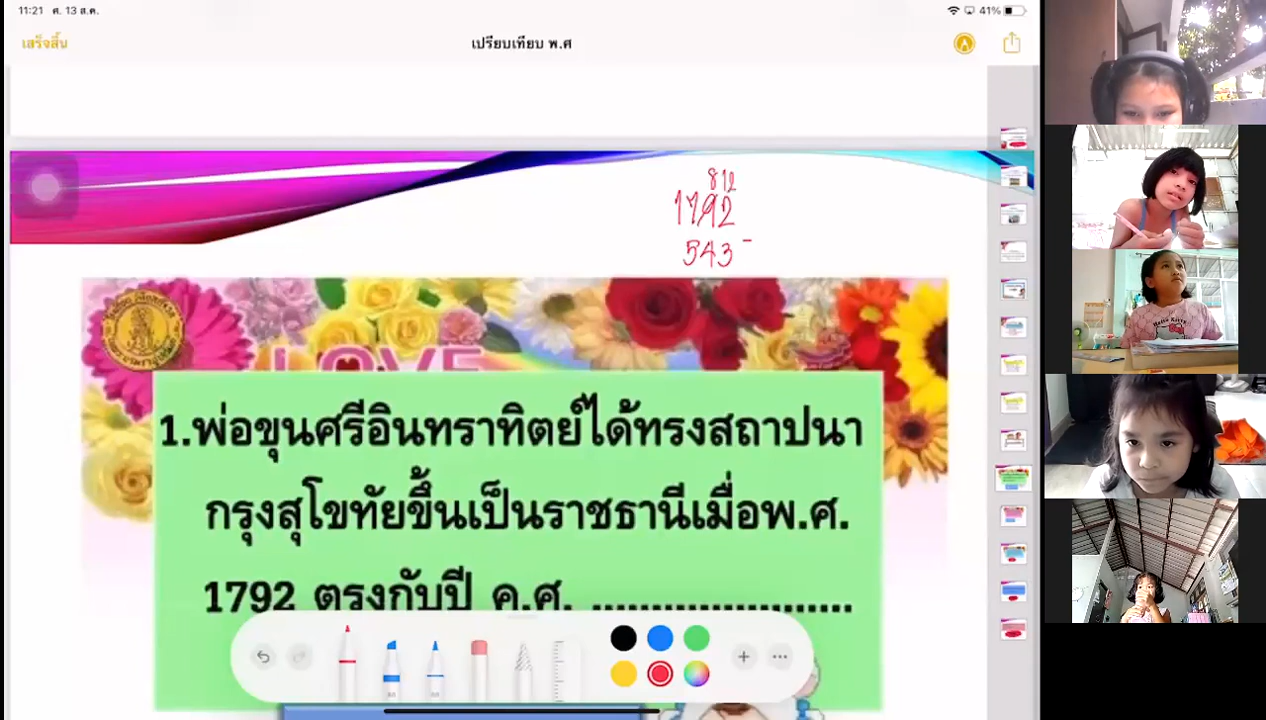 11:21 ศ. 13 ส.ค.
41%
เสร็จสิ้น
เปรียบเทียบ พ.ศ
812
1792
543 -
LOVE
1.พ่อขุนศรีอินทราทิตย์ได้ทรงสถาปนา
กรุงสุโขทัยขึ้นเป็นราชธานีเมื่อพ.ศ.
1792 ตรงกับปี ค.ศ. ......................
Hello Kitty